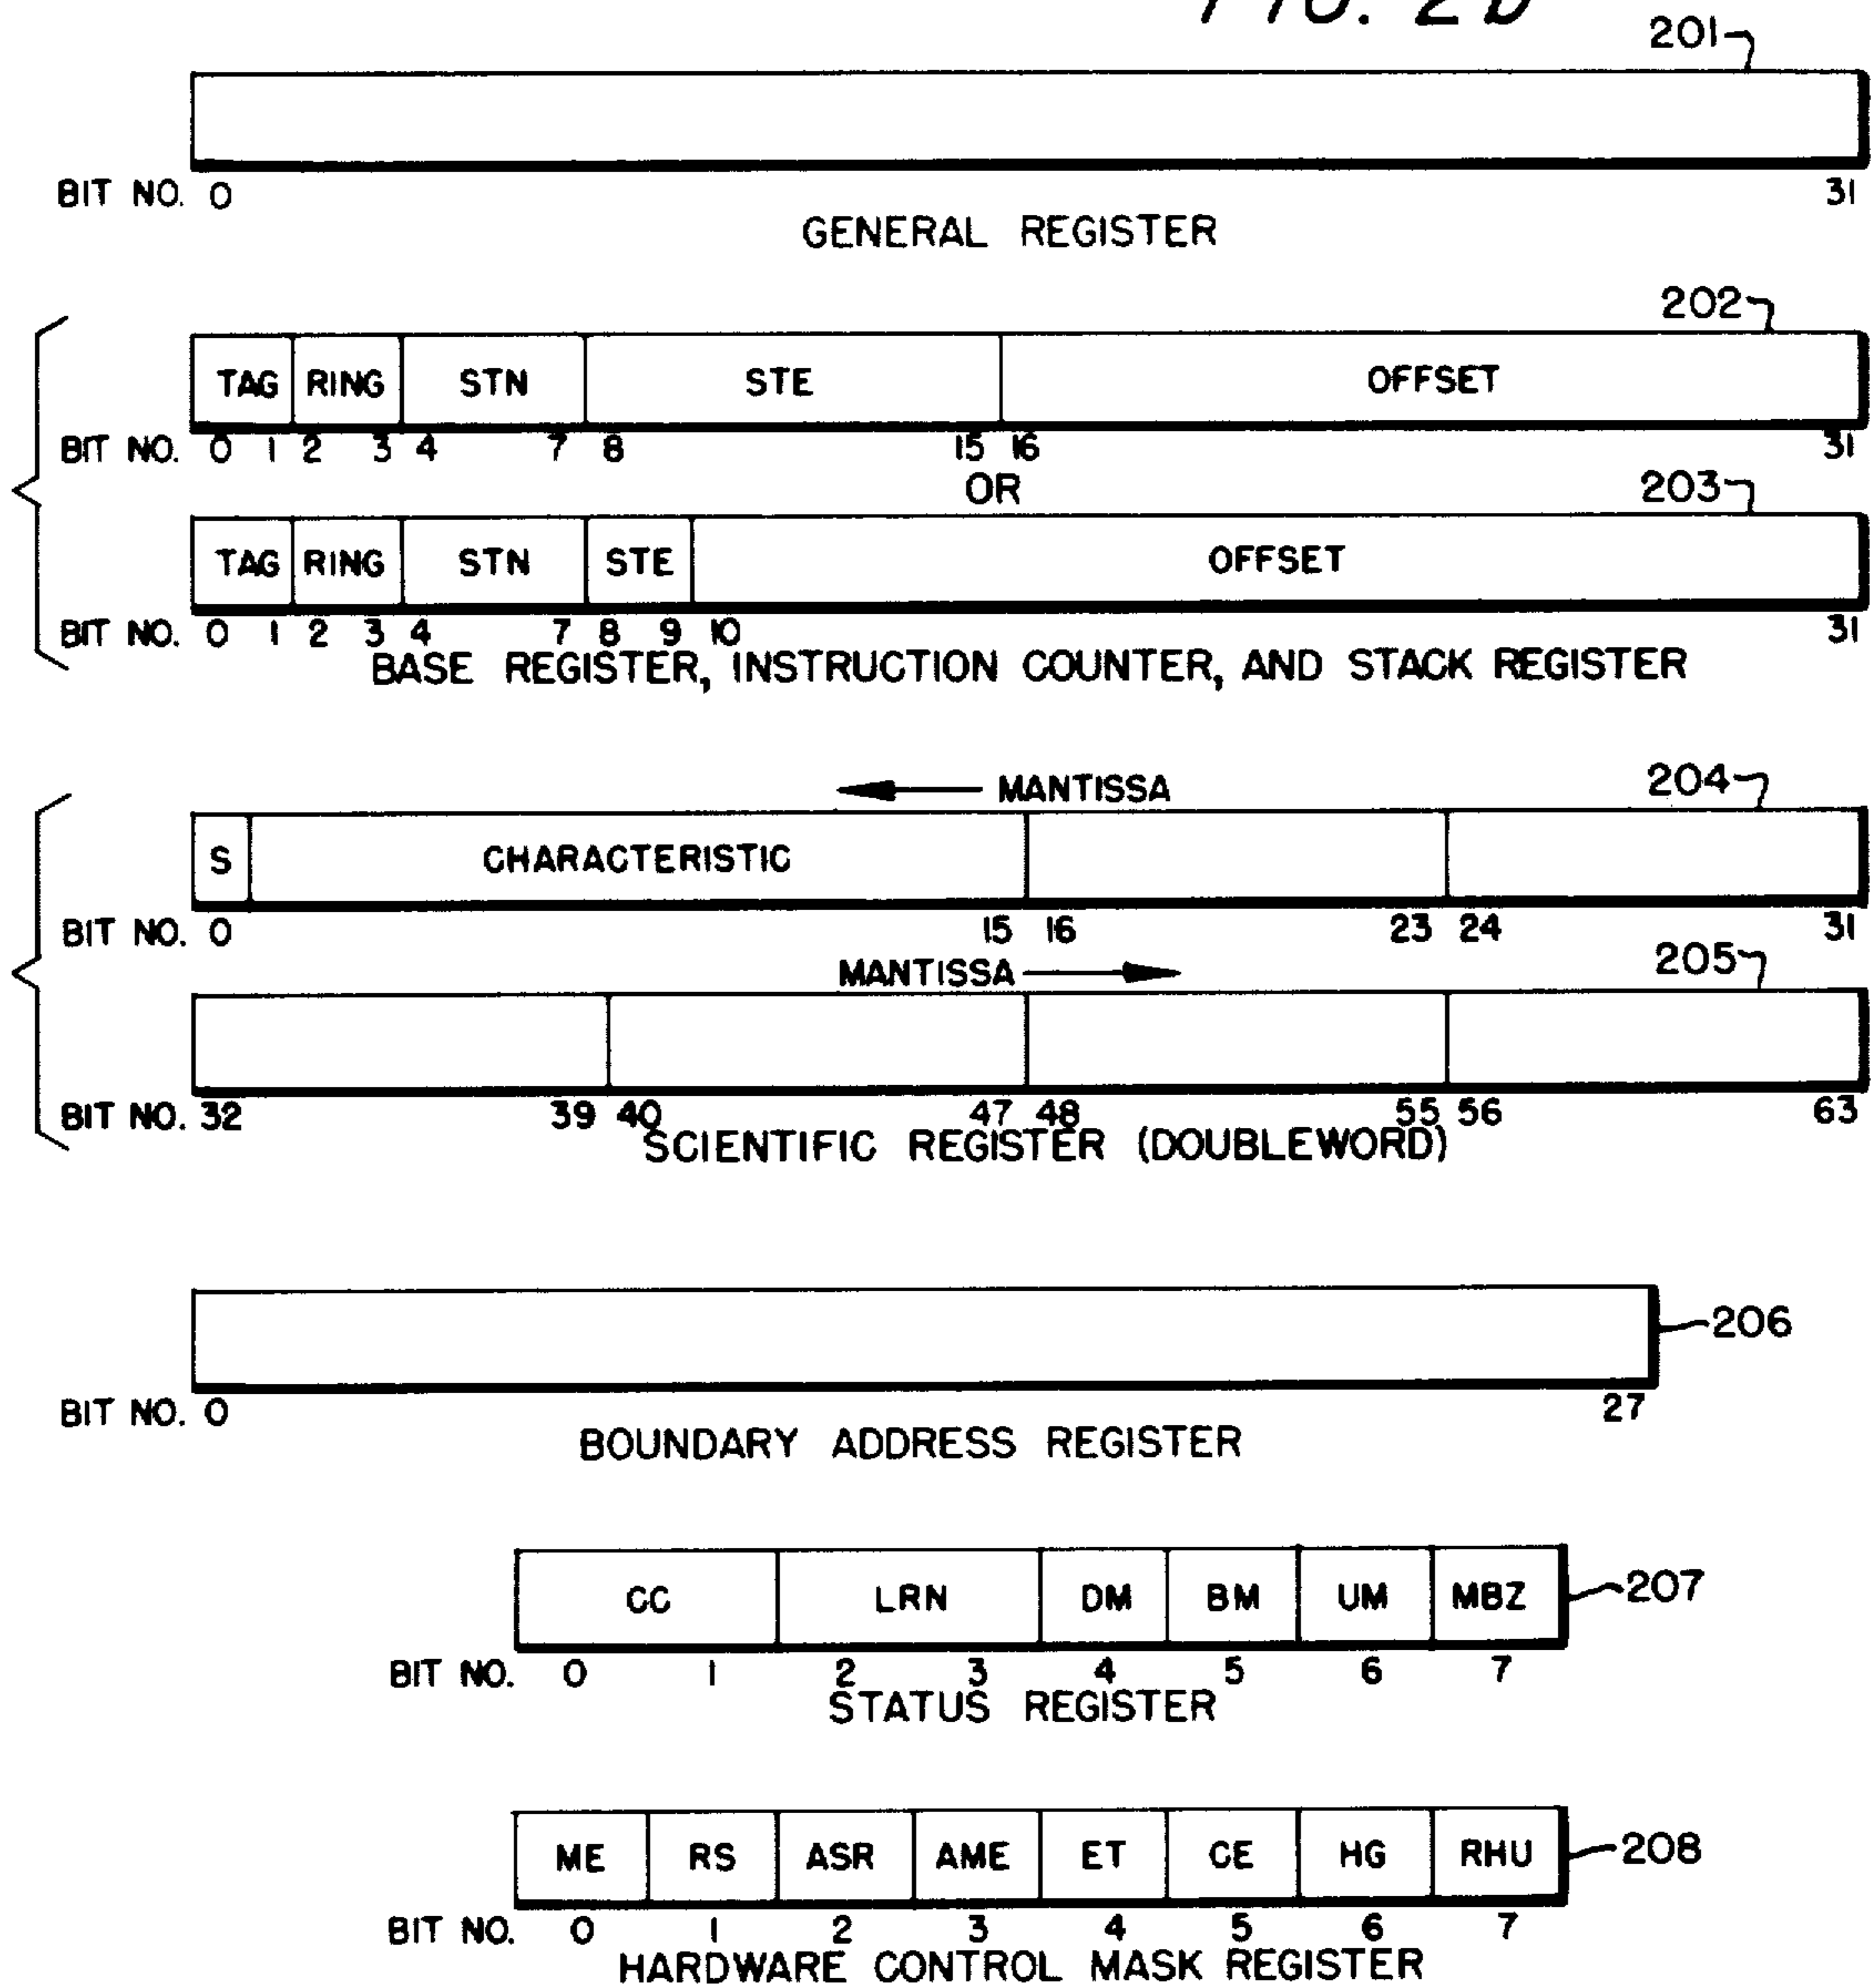 FIG. 2b
201
BIT NO. 0 31
GENERAL REGISTER
202
TAG RING STN STE OFFSET
BIT NO. 0 1 2 3 4 7 8 15 16 31
OR
203
TAG RING STN STE OFFSET
BIT NO. 0 1 2 3 4 7 8 9 10 31
BASE REGISTER, INSTRUCTION COUNTER, AND STACK REGISTER
MANTISSA 204
S CHARACTERISTIC
BIT NO. 0 15 16 23 24 31
MANTISSA 205
BIT NO. 32 39 40 47 48 55 56 63
SCIENTIFIC REGISTER (DOUBLEWORD)
206
BIT NO. 0 27
BOUNDARY ADDRESS REGISTER
CC LRN DM BM UM MBZ 207
BIT NO. 0 1 2 3 4 5 6 7
STATUS REGISTER
ME RS ASR AME ET CE HG RHU 208
BIT NO. 0 1 2 3 4 5 6 7
HARDWARE CONTROL MASK REGISTER